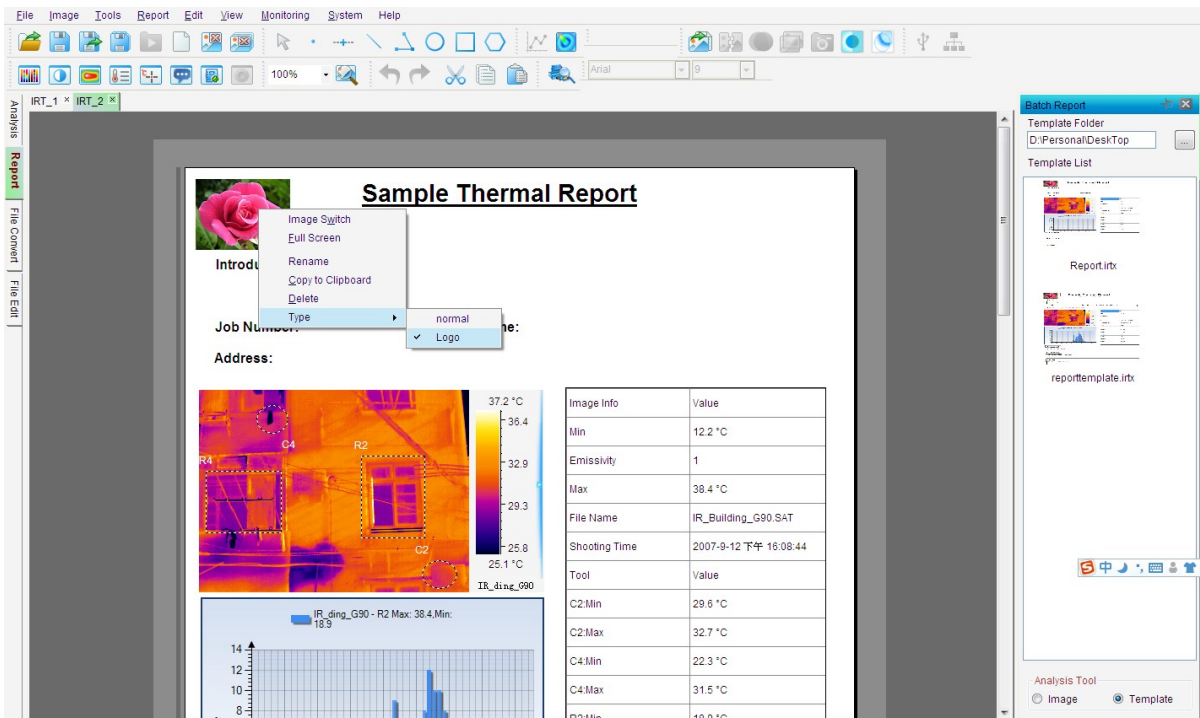 File Image Tools Report Edit View Monitoring System Help
100%
Arial 9
IRT_1 × IRT_2 ×
Analysis
Report
File Convert
File Edit
Sample Thermal Report
Introdu
Image Switch
Full Screen
Rename
Copy to Clipboard
Delete
Type
normal
Logo
Job Number: ne:
Address:
37.2 °C
36.4
32.9
29.3
25.8
25.1 °C
IR_ding_G90
C4
R2
R4
C2
Image Info Value
Min 12.2 °C
Emissivity 1
Max 38.4 °C
File Name IR_Building_G90.SAT
Shooting Time 2007-9-12 下午 16:08:44
Tool Value
C2:Min 29.6 °C
C2:Max 32.7 °C
C4:Min 22.3 °C
C4:Max 31.5 °C
R2:Min 18.9 °C
IR_ding_G90 - R2 Max: 38.4,Min:
18.9
14
12
10
8
Batch Report
Template Folder
D:\Personal\DeskTop ...
Template List
Report.irtx
reporttemplate.irtx
S 中
Analysis Tool
Image Template